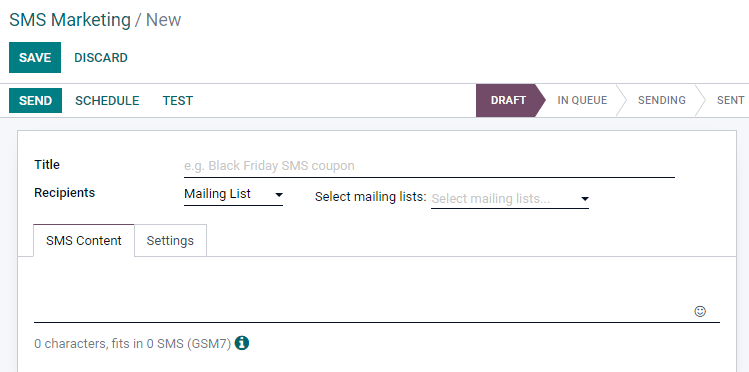 SMS Marketing / New
SAVE DISCARD
SEND SCHEDULE TEST DRAFT IN QUEUE SENDING SENT
Title e.g. Black Friday SMS coupon
Recipients Mailing List Select mailing lists: Select mailing lists...
SMS Content Settings
0 characters, fits in 0 SMS (GSM7)